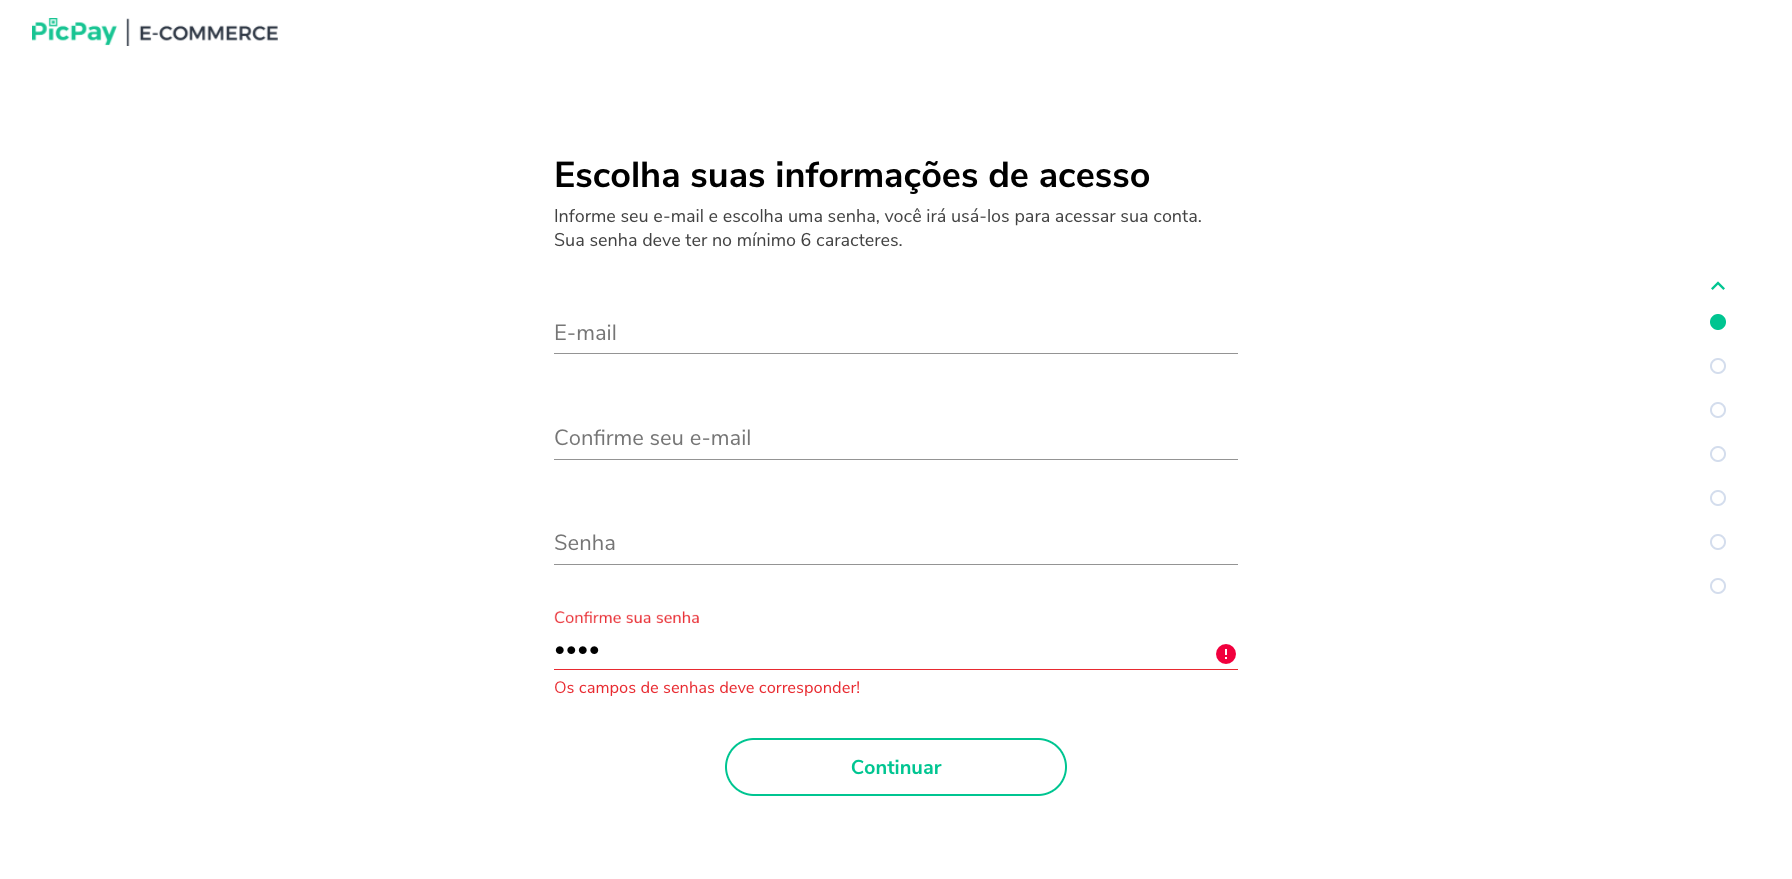 PicPay | E-COMMERCE
Escolha suas informações de acesso
Informe seu e-mail e escolha uma senha, você irá usá-los para acessar sua conta.
Sua senha deve ter no mínimo 6 caracteres.
E-mail
Confirme seu e-mail
Senha
Confirme sua senha
••••
Os campos de senhas deve corresponder!
Continuar